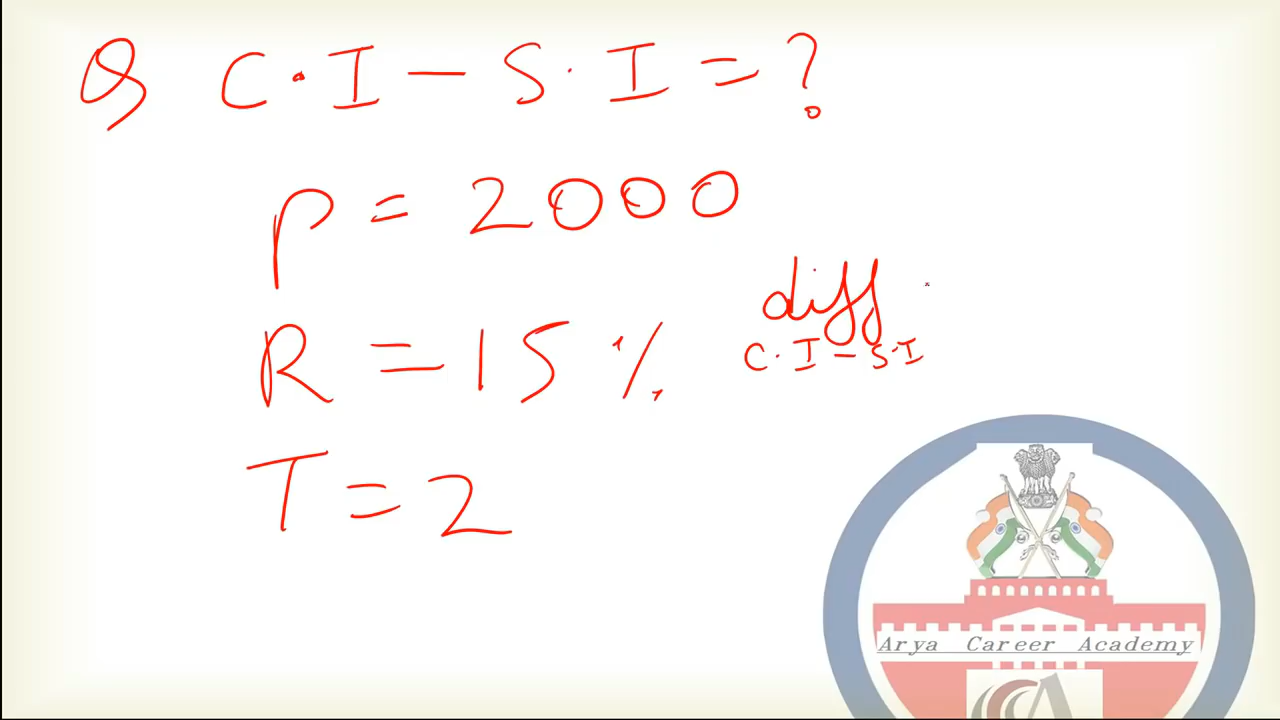 Q C.I - S.I = ?
P = 2000
R = 15 %
diff
C.I - S.I
T = 2
Arya Career Academy